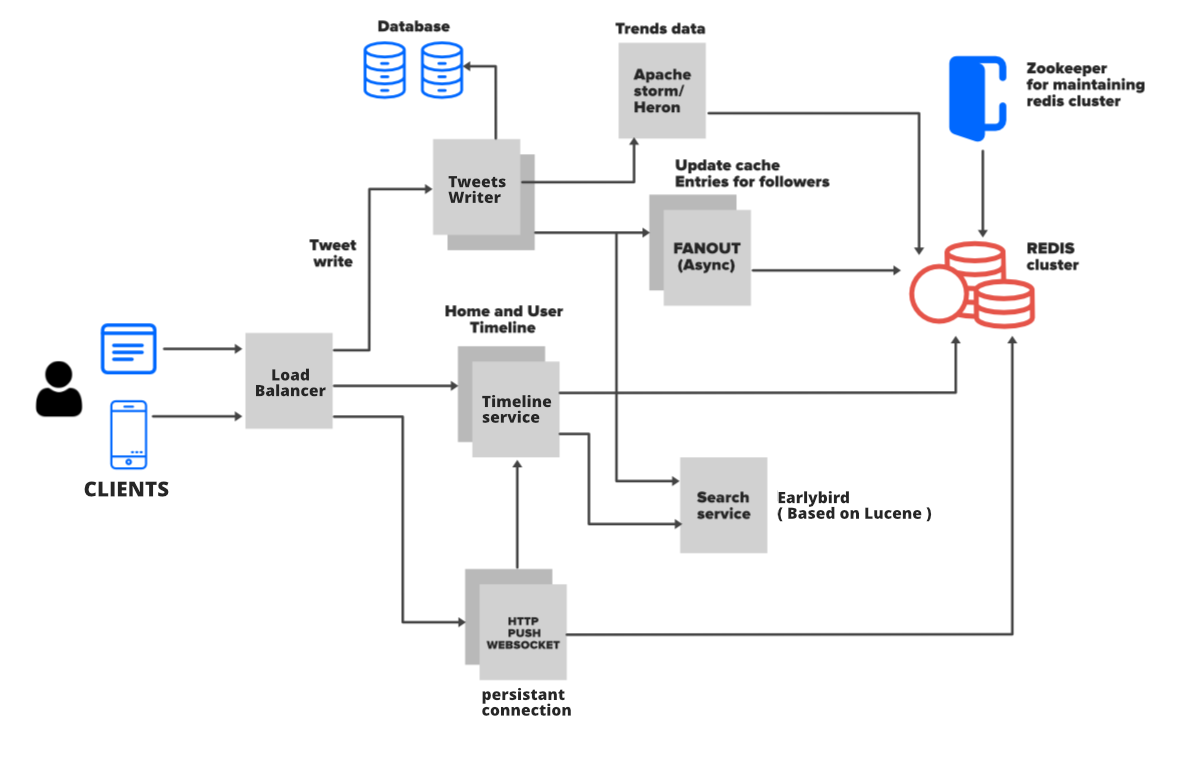 Database
Trends data
Apache
storm/
Heron
Zookeeper
for maintaining
redis cluster
Tweets
Writer
Update cache
Entries for followers
FANOUT
(Async)
Tweet
write
REDIS
cluster
Home and User
Timeline
Load
Balancer
Timeline
service
CLIENTS
Search
service
Earlybird
( Based on Lucene )
HTTP
PUSH
WEBSOCKET
persistant
connection